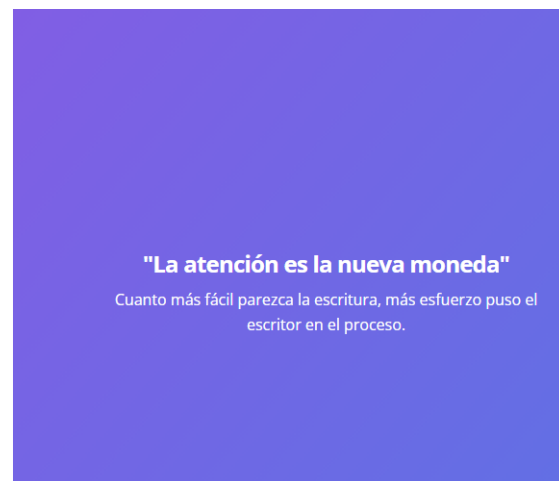 "La atención es la nueva moneda"
Cuanto más fácil parezca la escritura, más esfuerzo puso el
escritor en el proceso.